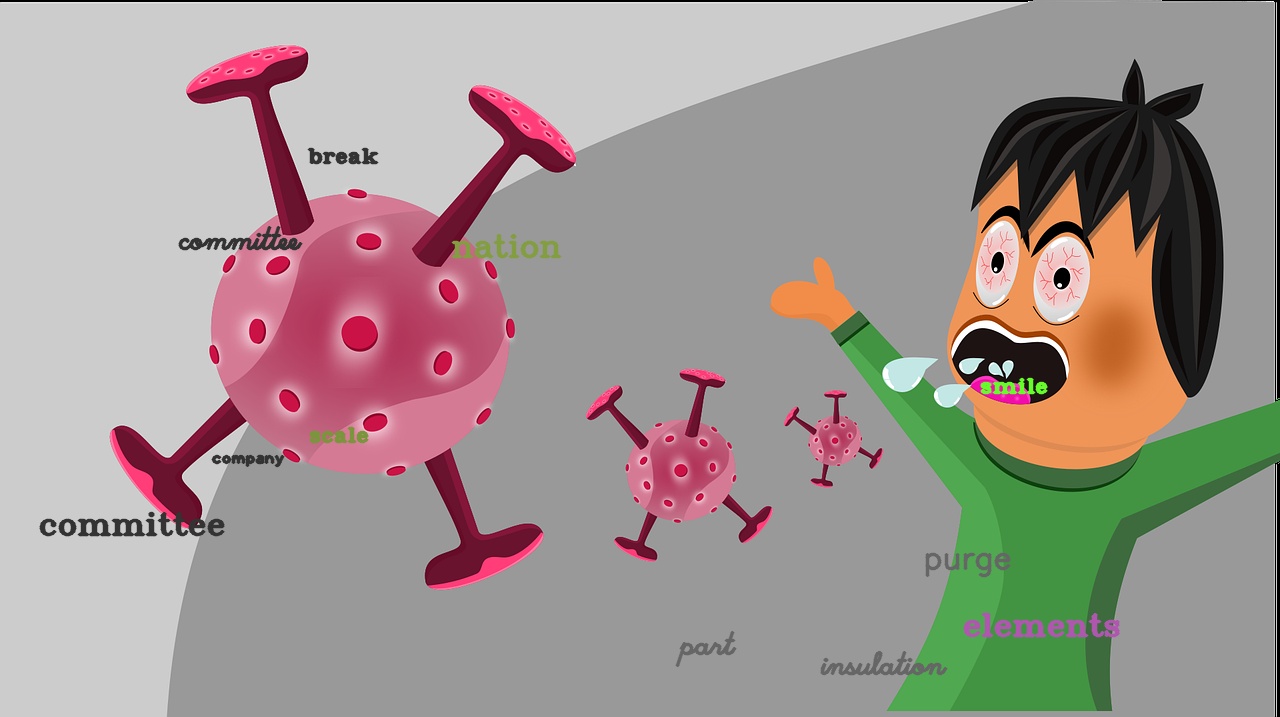 break
committee
nation
smile
scale
company
committee
purge
elements
part
insulation